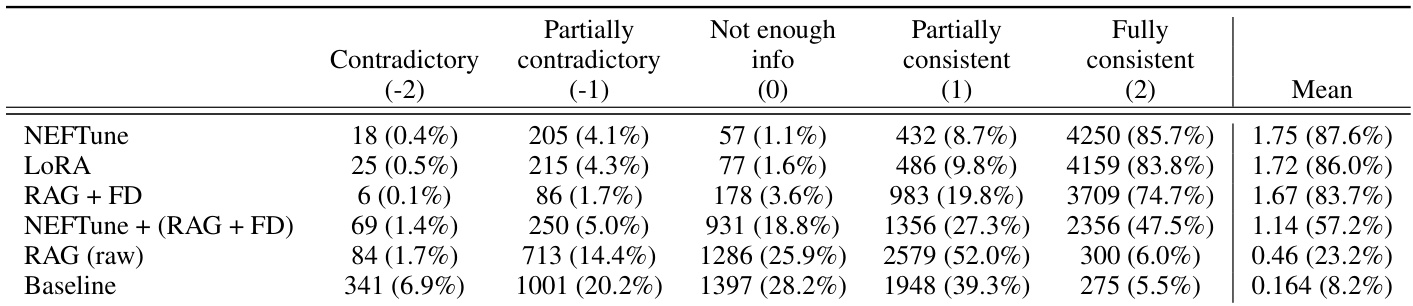 Partially Not enough Partially Fully
Contradictory contradictory info consistent consistent
(-2) (-1) (0) (1) (2) Mean
NEFTune 18 (0.4%) 205 (4.1%) 57 (1.1%) 432 (8.7%) 4250 (85.7%) 1.75 (87.6%)
LoRA 25 (0.5%) 215 (4.3%) 77 (1.6%) 486 (9.8%) 4159 (83.8%) 1.72 (86.0%)
RAG + FD 6 (0.1%) 86 (1.7%) 178 (3.6%) 983 (19.8%) 3709 (74.7%) 1.67 (83.7%)
NEFTune + (RAG + FD) 69 (1.4%) 250 (5.0%) 931 (18.8%) 1356 (27.3%) 2356 (47.5%) 1.14 (57.2%)
RAG (raw) 84 (1.7%) 713 (14.4%) 1286 (25.9%) 2579 (52.0%) 300 (6.0%) 0.46 (23.2%)
Baseline 341 (6.9%) 1001 (20.2%) 1397 (28.2%) 1948 (39.3%) 275 (5.5%) 0.164 (8.2%)